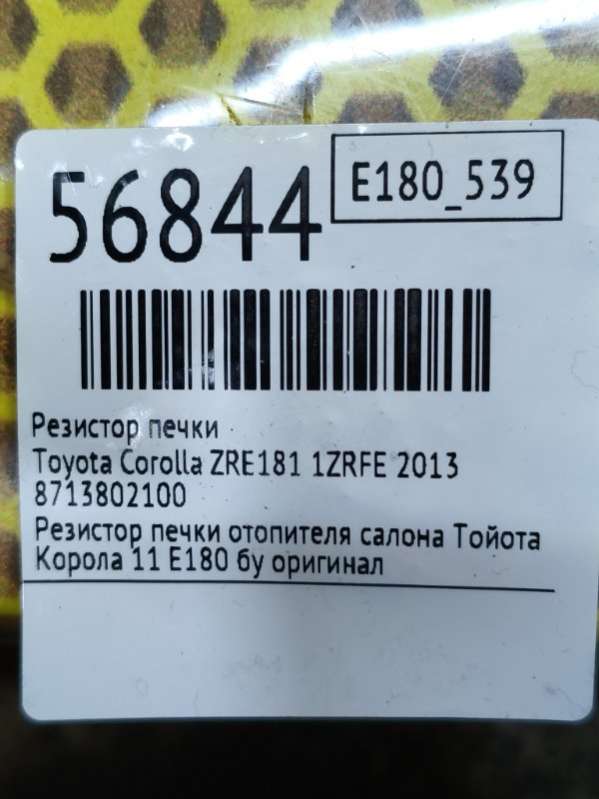 56844
E180_539
Резистор печки
Toyota Corolla ZRE181 1ZRFE 2013
8713802100
Резистор печки отопителя салона Тойота
Корола 11 E180 бу оригинал